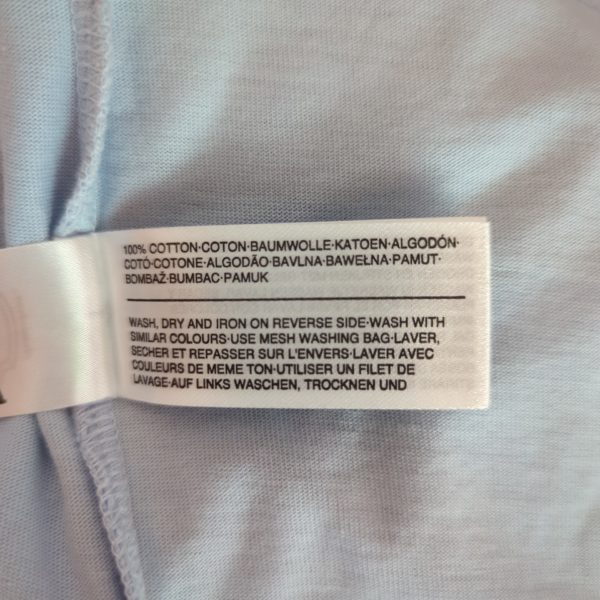 100% COTTON·COTON·BAUMWOLLE·KATOEN·ALGODÓN·
COTÓ·COTONE·ALGODÃO·BAVLNA·BAWEŁNA·PAMUT·
BOMBAŽ·BUMBAC·PAMUK
WASH, DRY AND IRON ON REVERSE SIDE·WASH WITH
SIMILAR COLOURS·USE MESH WASHING BAG·LAVER,
SECHER ET REPASSER SUR L'ENVERS·LAVER AVEC
COULEURS DE MEME TON·UTILISER UN FILET DE
LAVAGE·AUF LINKS WASCHEN, TROCKNEN UND